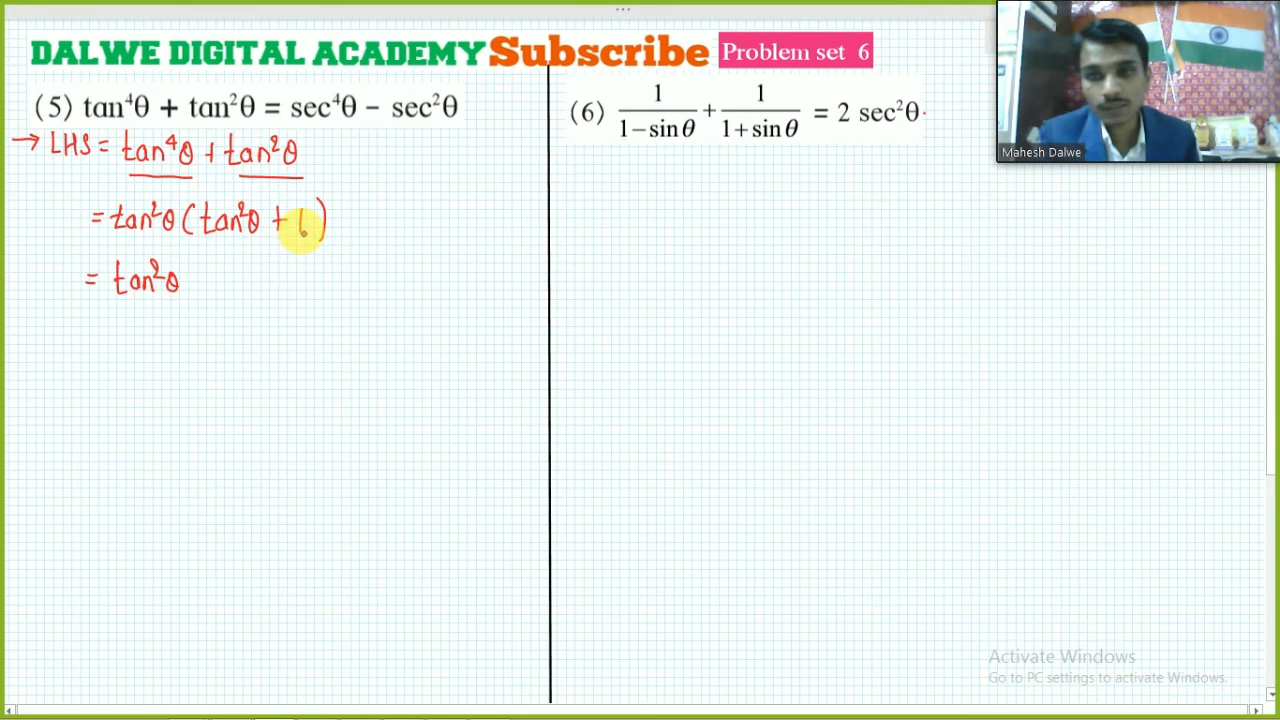 DALWE DIGITAL ACADEMY Subscribe Problem set 6
(5) tan⁴θ + tan²θ = sec⁴θ − sec²θ
→ LHS = tan⁴θ + tan²θ
= tan²θ (tan²θ + 1)
= tan²θ
(6) 1/(1−sinθ) + 1/(1+sinθ) = 2 sec²θ.
Mahesh Dalwe
Activate Windows
Go to PC settings to activate Windows.